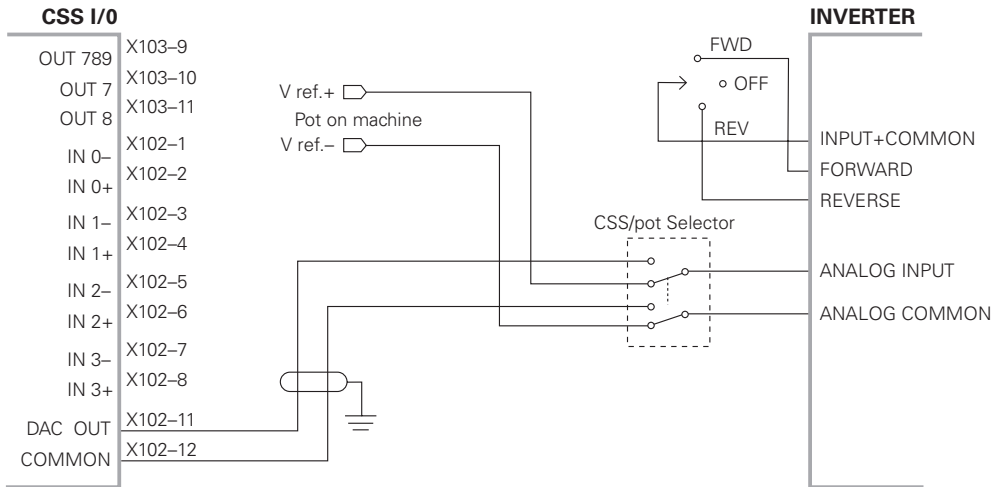 CSS I/0
INVERTER
OUT 789
X103–9
OUT 7
X103–10
OUT 8
X103–11
IN 0–
X102–1
IN 0+
X102–2
IN 1–
X102–3
IN 1+
X102–4
IN 2–
X102–5
IN 2+
X102–6
IN 3–
X102–7
IN 3+
X102–8
DAC OUT
X102–11
COMMON
X102–12
V ref.+
Pot on machine
V ref.–
FWD
OFF
REV
CSS/pot Selector
INPUT+COMMON
FORWARD
REVERSE
ANALOG INPUT
ANALOG COMMON